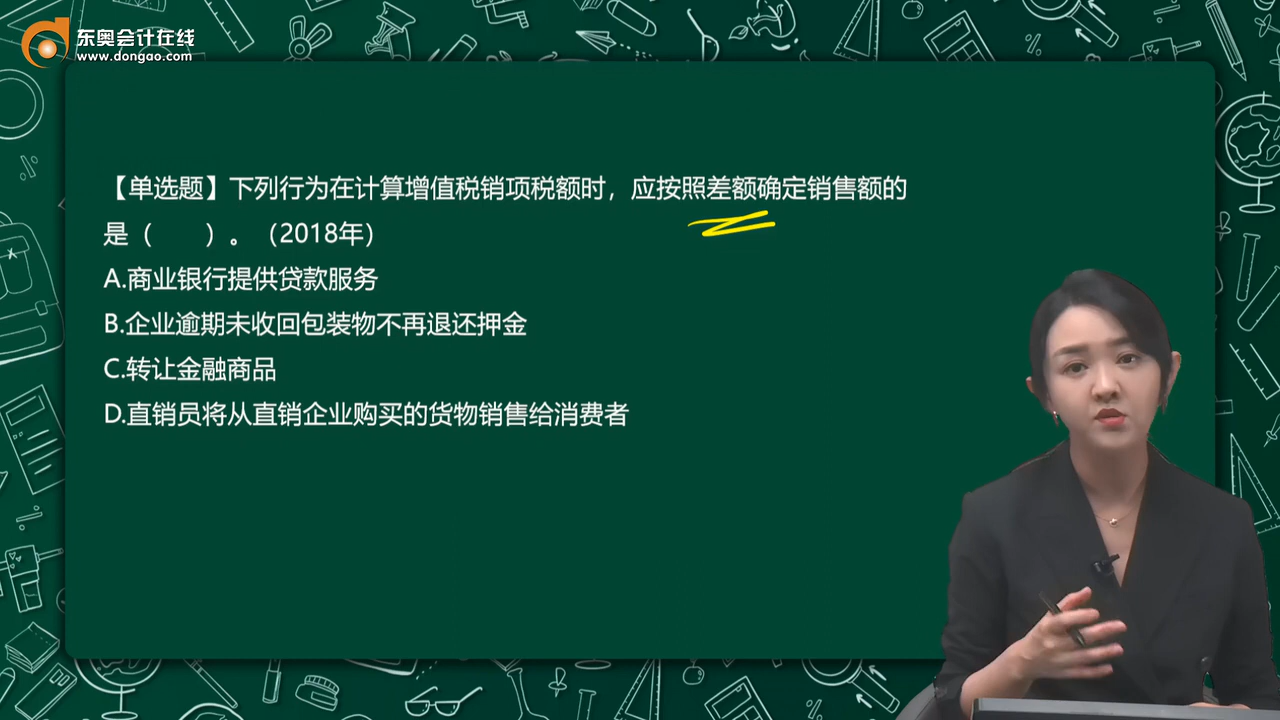 东奥会计在线
www.dongao.com
【单选题】下列行为在计算增值税销项税额时，应按照差额确定销售额的
是（　　）。（2018年）
A.商业银行提供贷款服务
B.企业逾期未收回包装物不再退还押金
C.转让金融商品
D.直销员将从直销企业购买的货物销售给消费者